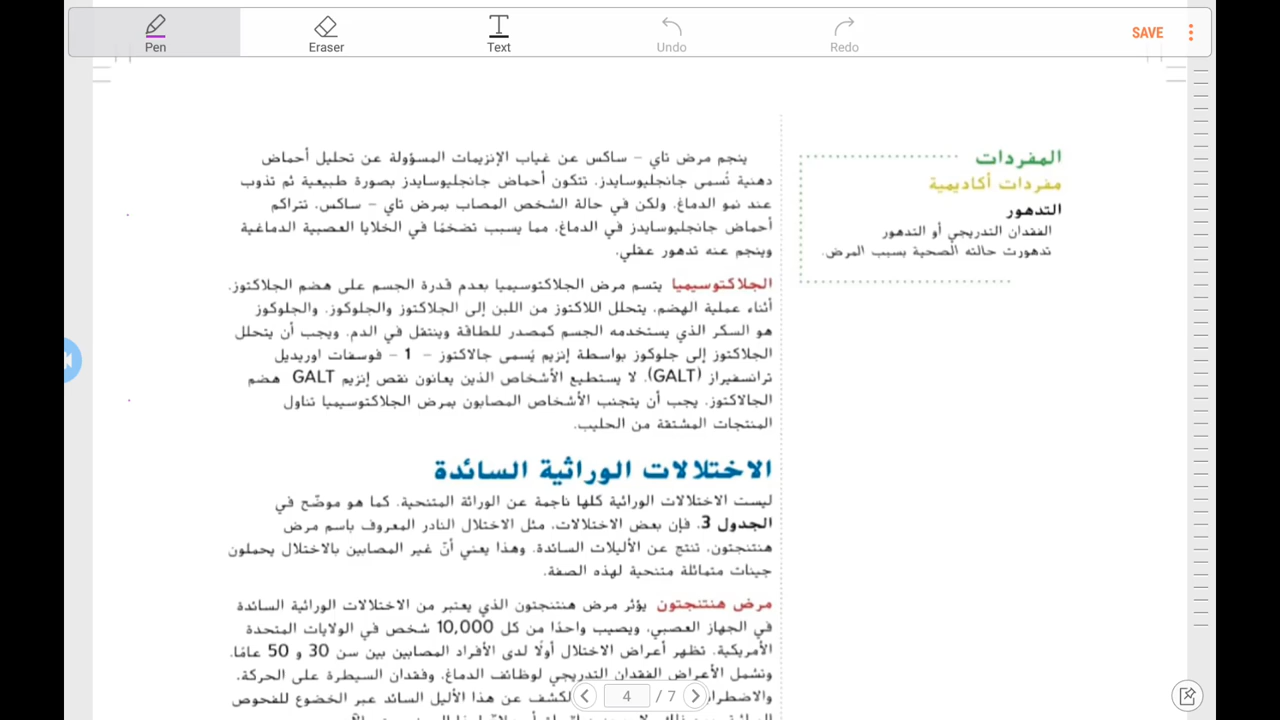 Pen
Eraser
Text
Undo
Redo
SAVE
المفردات
مفردات أكاديمية
التدهور
الفقدان التدريجي أو التدهور
تدهورت حالته الصحية بسبب المرض.
ينجم مرض تاي - ساكس عن غياب الإنزيمات المسؤولة عن تحليل أحماض
دهنية تُسمى جانجليوسايدز. تتكون أحماض جانجليوسايدز بصورة طبيعية ثم تذوب
عند نمو الدماغ. ولكن في حالة الشخص المصاب بمرض تاي - ساكس، تتراكم
أحماض جانجليوسايدز في الدماغ، مما يسبب تضخمًا في الخلايا العصبية الدماغية
وينجم عنه تدهور عقلي.
الجلاكتوسيميا يتسم مرض الجلاكتوسيميا بعدم قدرة الجسم على هضم الجلاكتوز.
أثناء عملية الهضم، يتحلل اللاكتوز من اللبن إلى الجلاكتوز والجلوكوز. والجلوكوز
هو السكر الذي يستخدمه الجسم كمصدر للطاقة وينتقل في الدم. ويجب أن يتحلل
الجلاكتوز إلى جلوكوز بواسطة إنزيم يُسمى جالاكتوز - 1 - فوسفات اوريديل
ترانسفيراز (GALT). لا يستطيع الأشخاص الذين يعانون نقص إنزيم GALT هضم
الجالاكتوز. يجب أن يتجنب الأشخاص المصابون بمرض الجلاكتوسيميا تناول
المنتجات المشتقة من الحليب.
الاختلالات الوراثية السائدة
ليست الاختلالات الوراثية كلها ناجمة عن الوراثة المتنحية. كما هو موضّح في
الجدول 3، فإن بعض الاختلالات، مثل الاختلال النادر المعروف باسم مرض
هنتنجتون، تنتج عن الأليلات السائدة. وهذا يعني أنّ غير المصابين بالاختلال يحملون
جينات متماثلة متنحية لهذه الصفة.
مرض هنتنجتون يؤثر مرض هنتنجتون الذي يعتبر من الاختلالات الوراثية السائدة
في الجهاز العصبي، ويصيب واحدًا من كل 10,000 شخص في الولايات المتحدة
الأمريكية. تظهر أعراض الاختلال أولًا لدى الأفراد المصابين بين سن 30 و 50 عامًا.
وتشمل الأعراض الفقدان التدريجي لوظائف الدماغ، وفقدان السيطرة على الحركة،
لكشف عن هذا الأليل السائد عبر الخضوع للفحوص
4 / 7